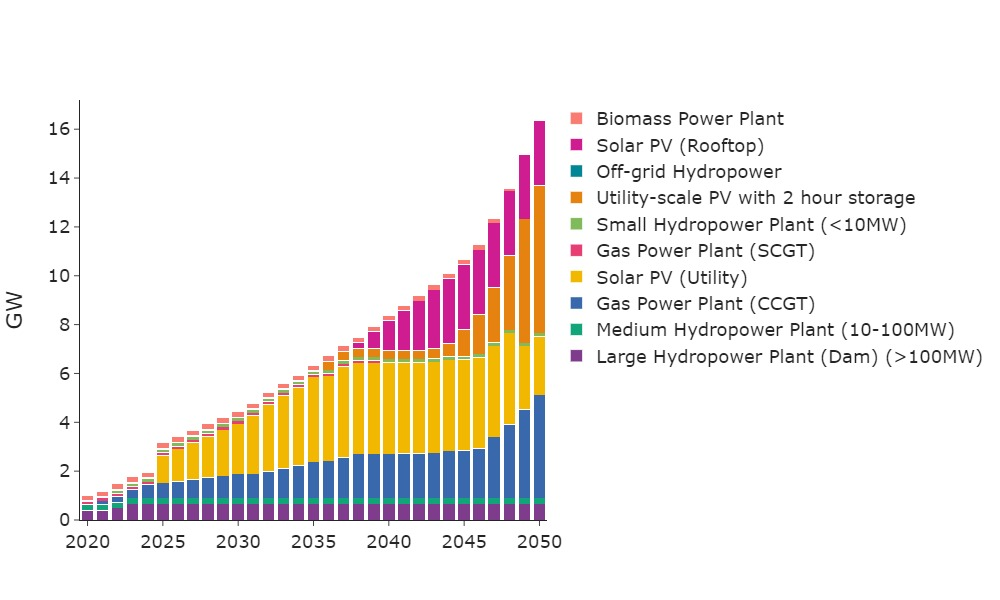 GW
16
14
12
10
8
6
4
2
0
2020 2025 2030 2035 2040 2045 2050
Biomass Power Plant
Solar PV (Rooftop)
Off-grid Hydropower
Utility-scale PV with 2 hour storage
Small Hydropower Plant (<10MW)
Gas Power Plant (SCGT)
Solar PV (Utility)
Gas Power Plant (CCGT)
Medium Hydropower Plant (10-100MW)
Large Hydropower Plant (Dam) (>100MW)